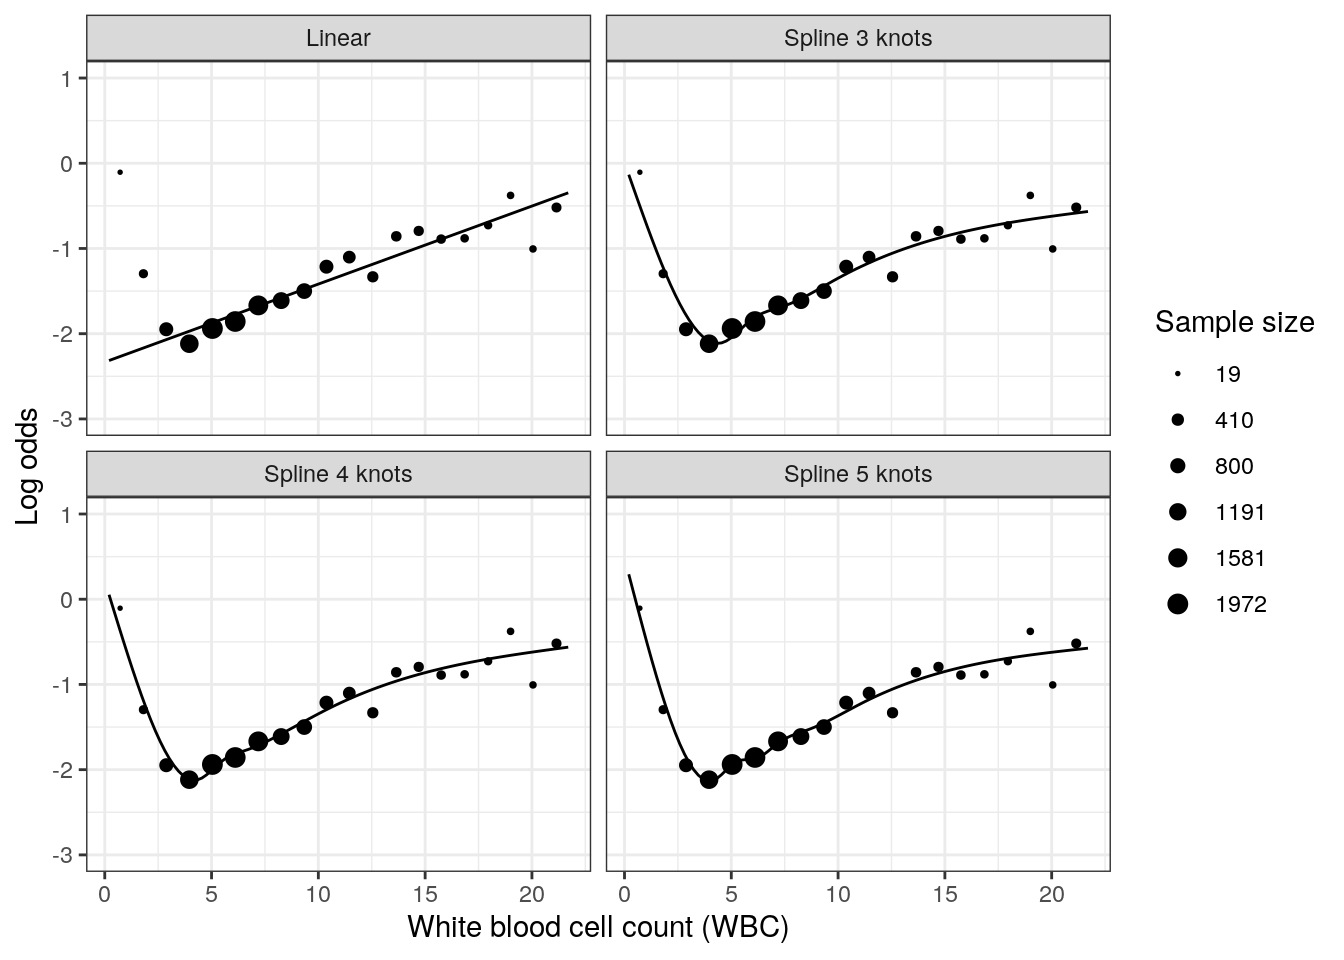 Linear
Spline 3 knots
1
0
-1
-2
-3
Spline 4 knots
Spline 5 knots
1
0
-1
-2
-3
0 5 10 15 20
0 5 10 15 20
White blood cell count (WBC)
Log odds
Sample size
19
410
800
1191
1581
1972